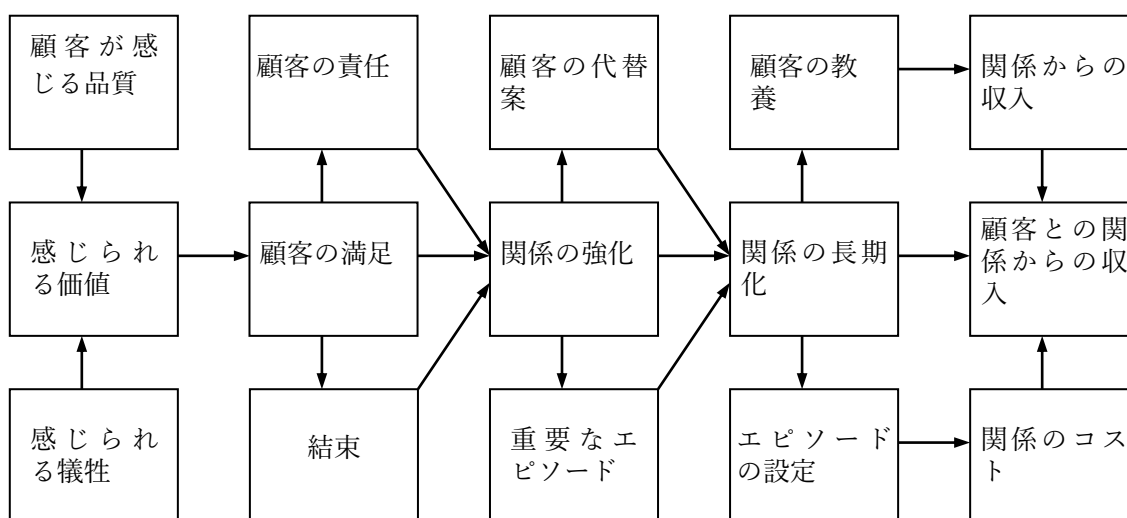 顧客が感
じる品質
顧客の責任
顧客の代替
案
顧客の教
養
関係からの
収入
感じられ
る価値
顧客の満足
関係の強化
関係の長期
化
顧客との関
係からの収
入
感じられ
る犠牲
結束
重要なエ
ピソード
エピソード
の設定
関係のコス
ト